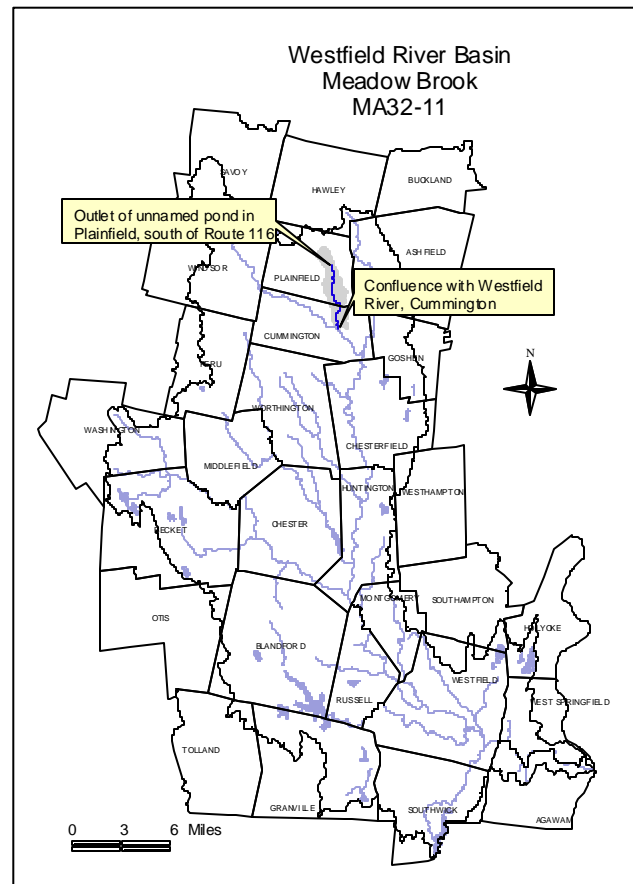 Westfield River Basin
Meadow Brook
MA32-11
SAVOY
HAWLEY
BUCKLAND
Outlet of unnamed pond in
Plainfield, south of Route 116
ASHFIELD
WINDSOR
PLAINFIELD
Confluence with Westfield
River, Cummington
CUMMINGTON
GOSHEN
PERU
N
WORTHINGTON
WASHINGTON
CHESTERFIELD
MIDDLEFIELD
HUNTINGTON
WESTHAMPTON
CHESTER
BECKET
MONTGOMERY
SOUTHAMPTON
OTIS
HOLYOKE
BLANDFORD
WESTFIELD
RUSSELL
WEST SPRINGFIELD
TOLLAND
GRANVILLE
SOUTHWICK
AGAWAM
0 3 6 Miles